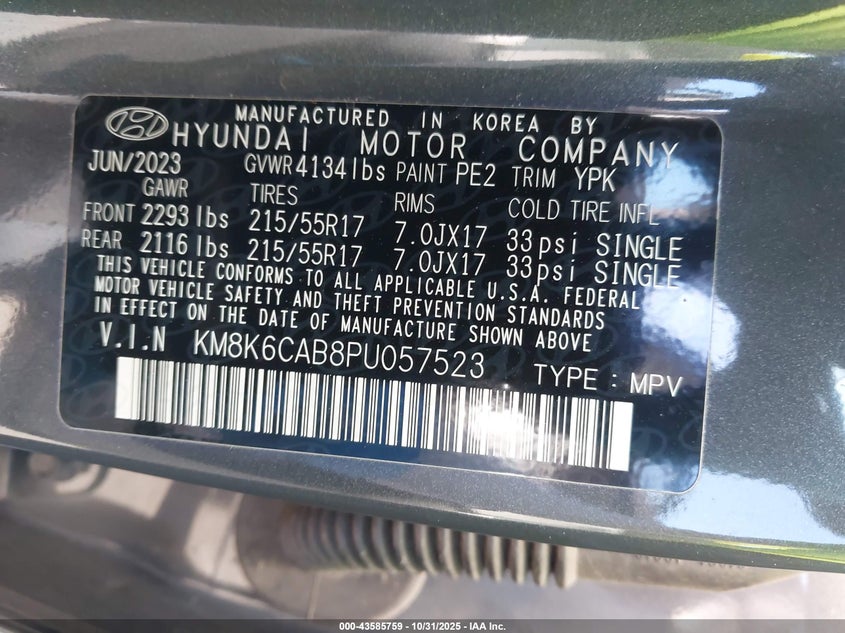 MANUFACTURED IN KOREA BY
HYUNDAI MOTOR COMPANY
JUN/2023 GVWR 4134lbs PAINT PE2 TRIM YPK
GAWR TIRES RIMS COLD TIRE INFL
FRONT 2293 lbs 215/55R17 7.0JX17 33psi SINGLE
REAR 2116 lbs 215/55R17 7.0JX17 33psi SINGLE
THIS VEHICLE CONFORMS TO ALL APPLICABLE U.S.A. FEDERAL
MOTOR VEHICLE SAFETY AND THEFT PREVENTION STANDARDS
IN EFFECT ON THE DATE OF MANUFACTURE SHOWN ABOVE
V.I.N KM8K6CAB8PU057523 TYPE : MPV
000-43585759 - 10/31/2025 - IAA Inc.